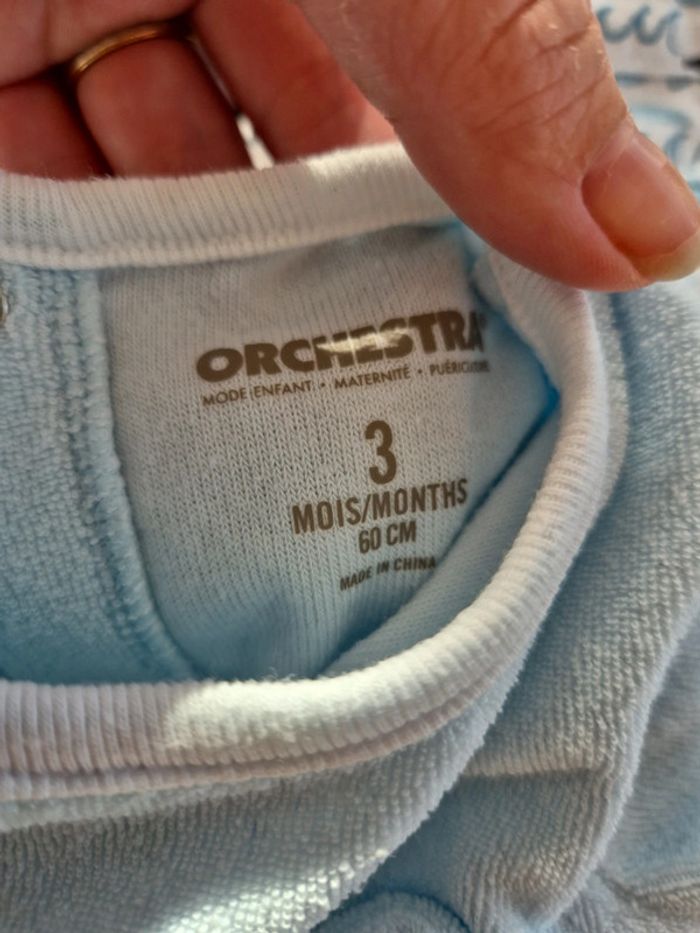 ORCHESTRA
MODE ENFANT • MATERNITÉ • PUÉRICULTURE
3
MOIS/MONTHS
60 CM
MADE IN CHINA